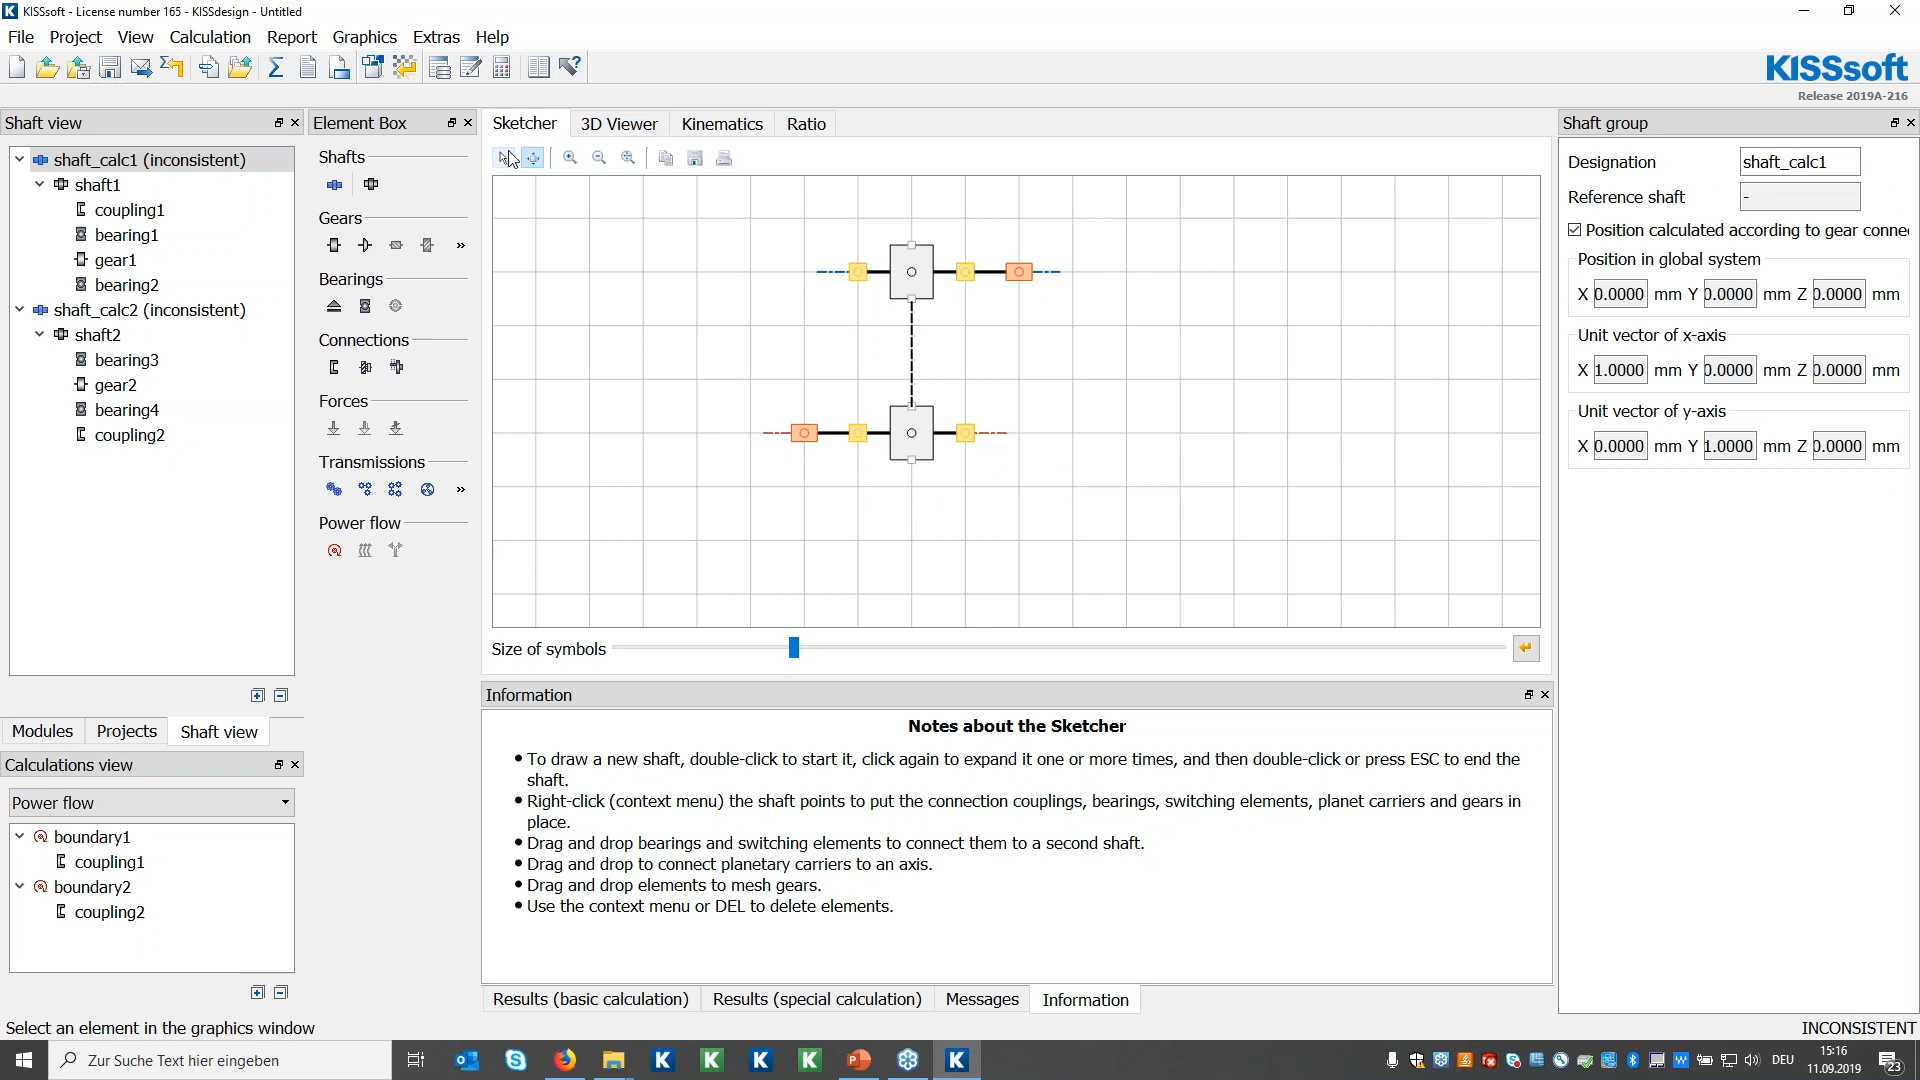 KISSsoft - License number 165 - KISSdesign - Untitled
File Project View Calculation Report Graphics Extras Help
KISSsoft
Release 2019A-216
Shaft view
shaft_calc1 (inconsistent)
shaft1
coupling1
bearing1
gear1
bearing2
shaft_calc2 (inconsistent)
shaft2
bearing3
gear2
bearing4
coupling2
Modules Projects Shaft view
Calculations view
Power flow
boundary1
coupling1
boundary2
coupling2
Element Box
Shafts
Gears
Bearings
Connections
Forces
Transmissions
Power flow
Sketcher 3D Viewer Kinematics Ratio
Size of symbols
Information
Notes about the Sketcher
• To draw a new shaft, double-click to start it, click again to expand it one or more times, and then double-click or press ESC to end the
shaft.
• Right-click (context menu) the shaft points to put the connection couplings, bearings, switching elements, planet carriers and gears in
place.
• Drag and drop bearings and switching elements to connect them to a second shaft.
• Drag and drop to connect planetary carriers to an axis.
• Drag and drop elements to mesh gears.
• Use the context menu or DEL to delete elements.
Results (basic calculation) Results (special calculation) Messages Information
Shaft group
Designation shaft_calc1
Reference shaft -
Position calculated according to gear conne
Position in global system
X 0.0000 mm Y 0.0000 mm Z 0.0000 mm
Unit vector of x-axis
X 1.0000 mm Y 0.0000 mm Z 0.0000 mm
Unit vector of y-axis
X 0.0000 mm Y 1.0000 mm Z 0.0000 mm
Select an element in the graphics window
INCONSISTENT
Zur Suche Text hier eingeben
DEU
15:16
11.09.2019
23